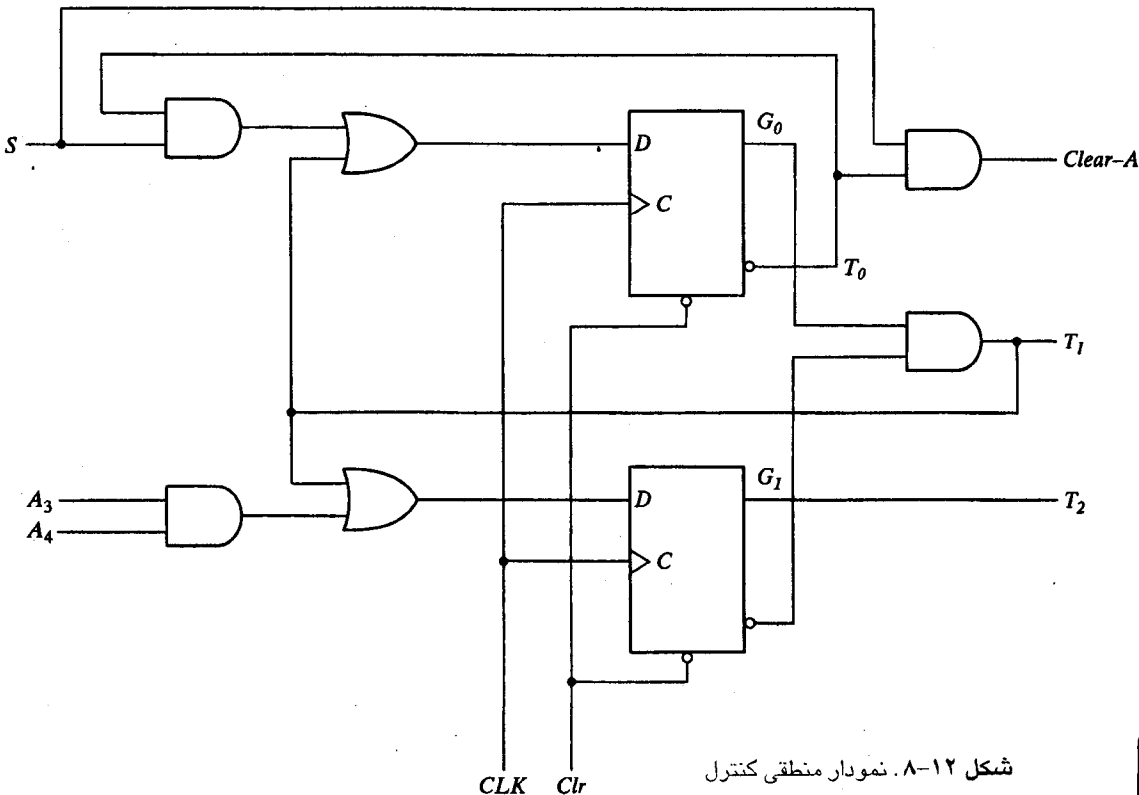 S
D
C
G₀
T₀
Clear–A
T₁
A₃
A₄
D
C
G₁
T₂
CLK
Clr
شکل ۱۲–۸. نمودار منطقی کنترل